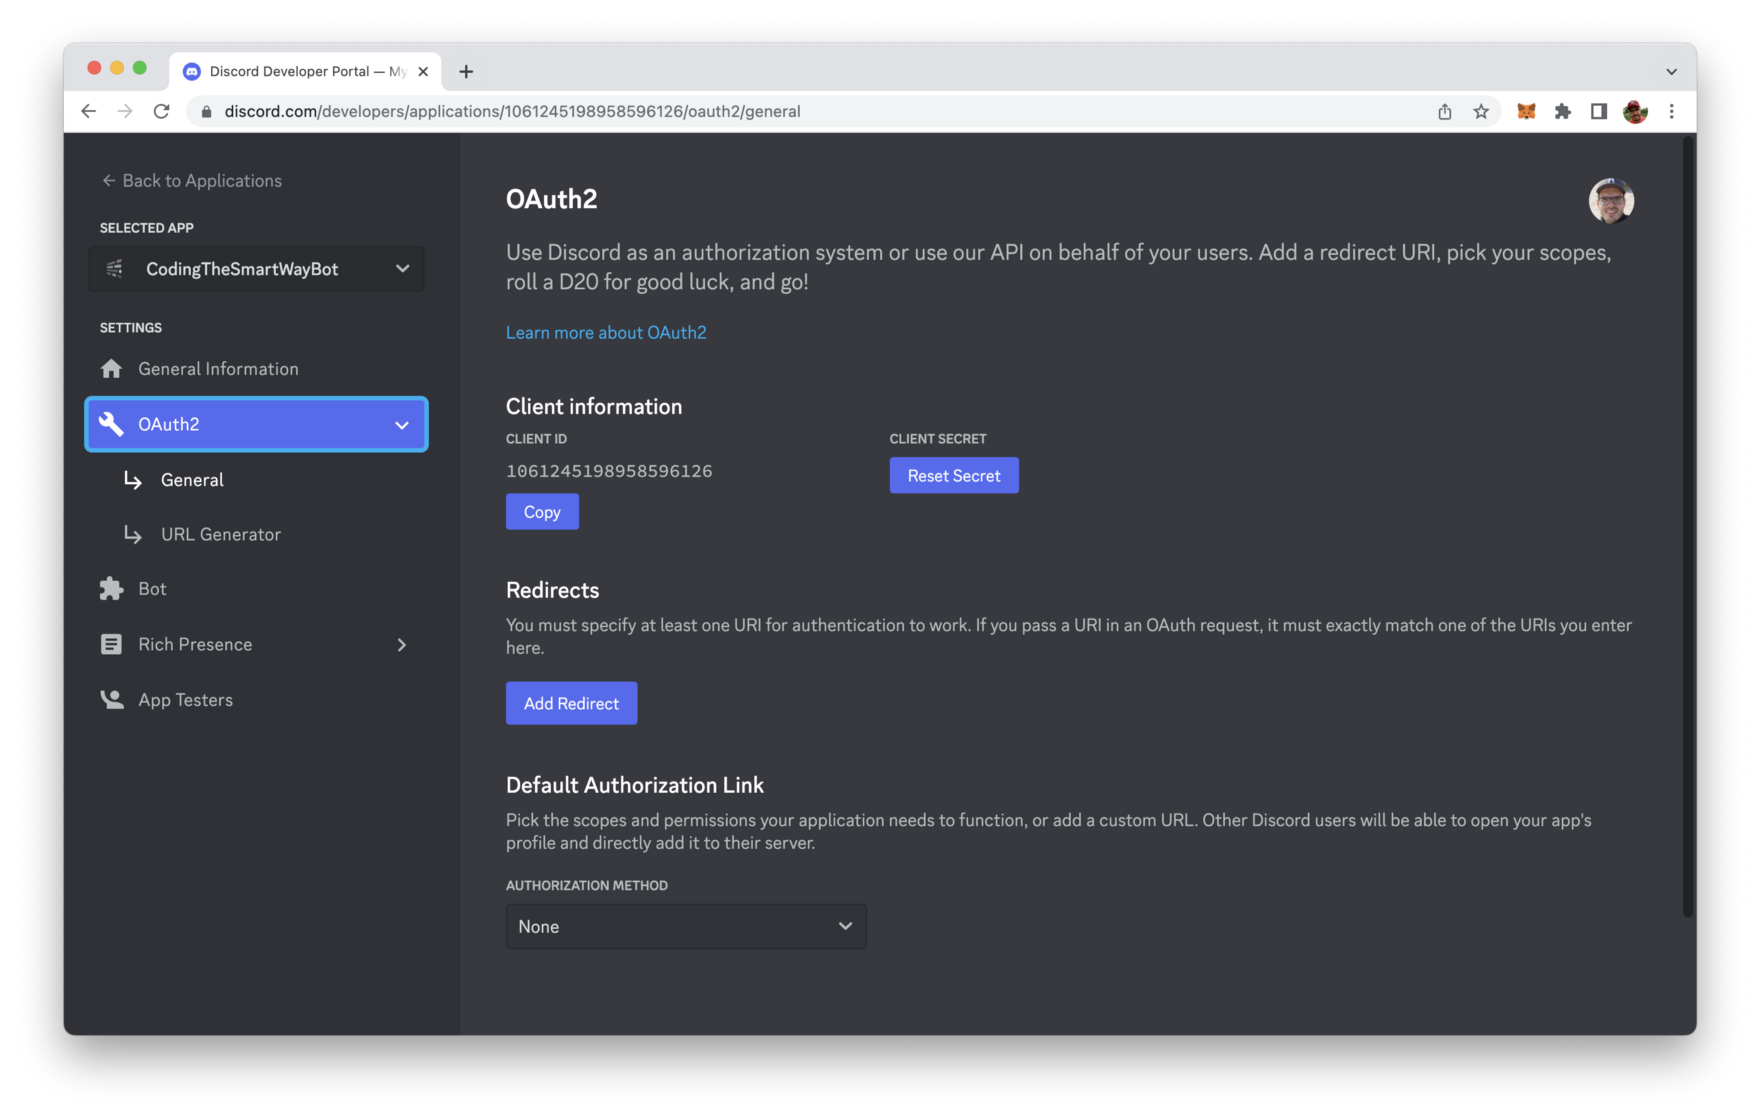 Discord Developer Portal — My
discord.com/developers/applications/1061245198958596126/oauth2/general
Back to Applications
SELECTED APP
CodingTheSmartWayBot
SETTINGS
General Information
OAuth2
General
URL Generator
Bot
Rich Presence
App Testers
OAuth2
Use Discord as an authorization system or use our API on behalf of your users. Add a redirect URI, pick your scopes,
roll a D20 for good luck, and go!
Learn more about OAuth2
Client information
CLIENT ID
1061245198958596126
Copy
CLIENT SECRET
Reset Secret
Redirects
You must specify at least one URI for authentication to work. If you pass a URI in an OAuth request, it must exactly match one of the URIs you enter
here.
Add Redirect
Default Authorization Link
Pick the scopes and permissions your application needs to function, or add a custom URL. Other Discord users will be able to open your app's
profile and directly add it to their server.
AUTHORIZATION METHOD
None